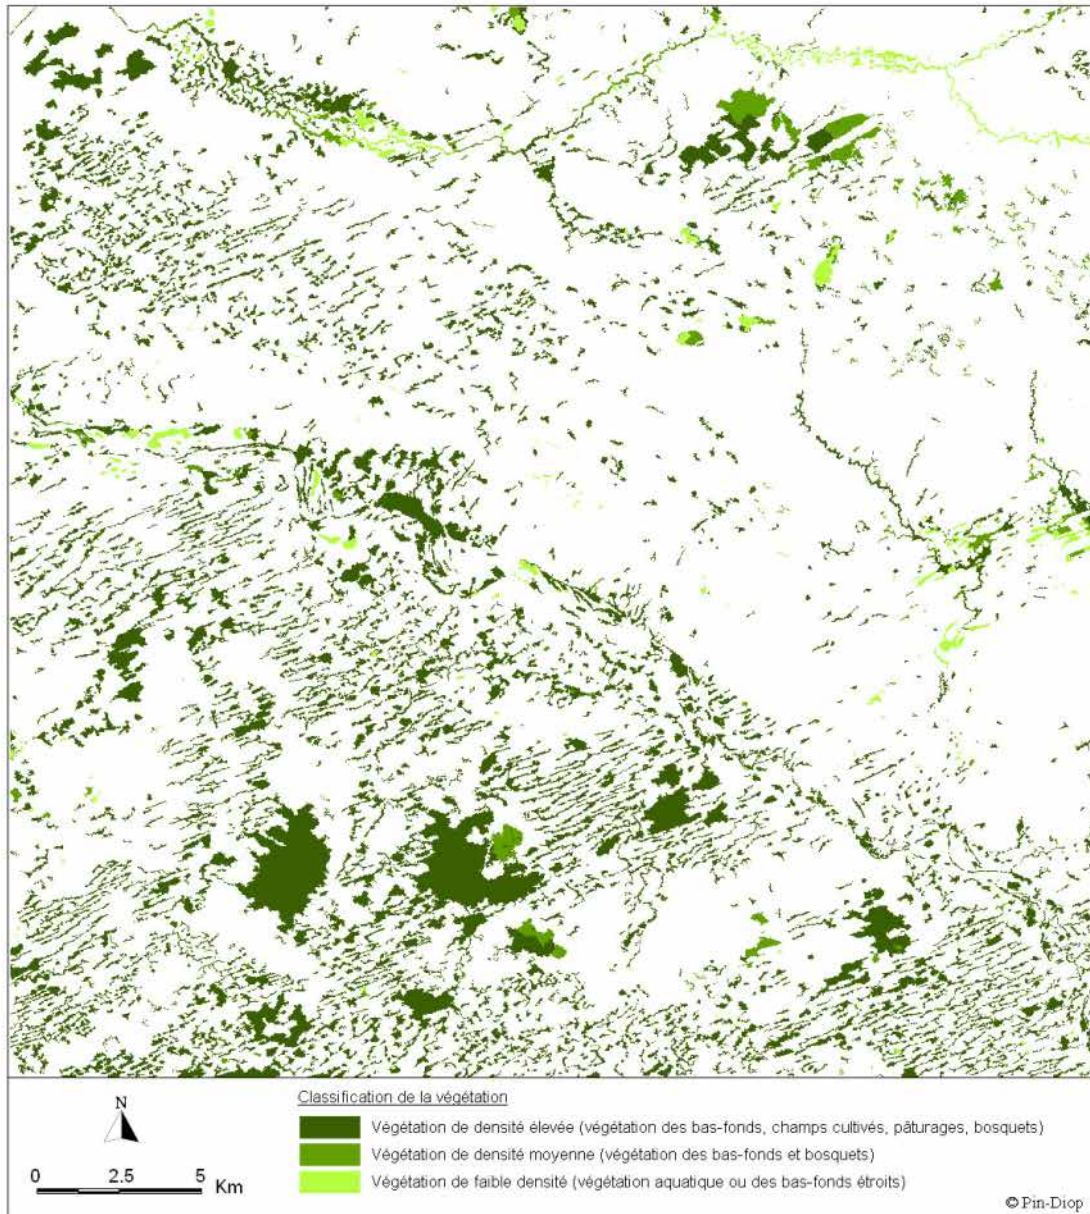 Classification de la végétation
N
Végétation de densité élevée (végétation des bas-fonds, champs cultivés, pâturages, bosquets)
Végétation de densité moyenne (végétation des bas-fonds et bosquets)
0 2.5 5 Km
Végétation de faible densité (végétation aquatique ou des bas-fonds étroits)
© Pin-Diop